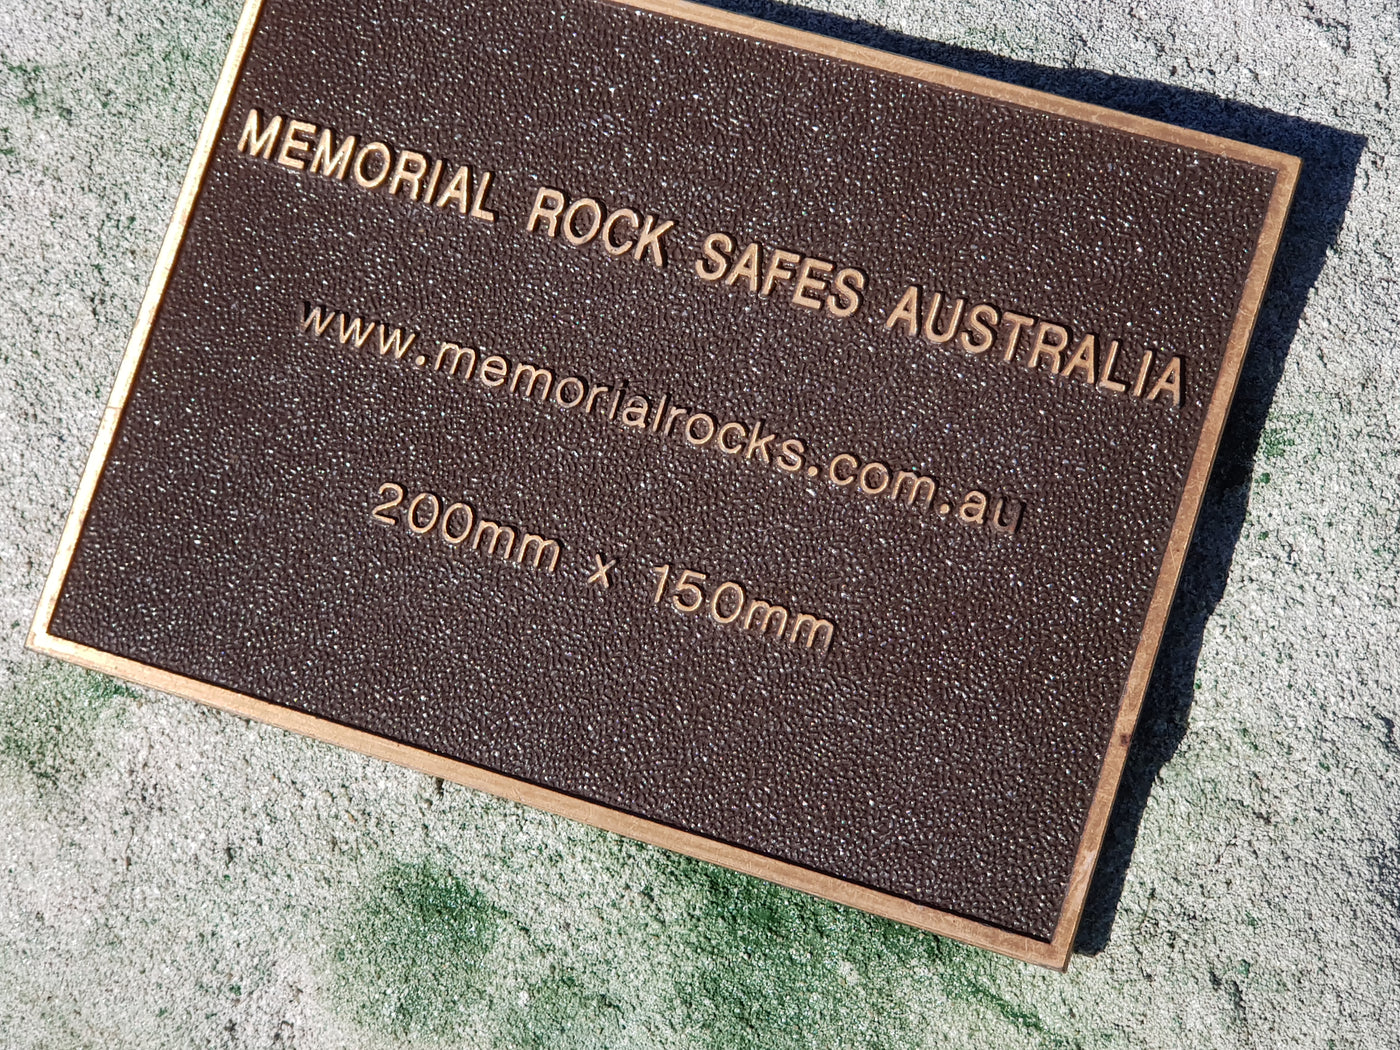 MEMORIAL ROCK SAFES AUSTRALIA
www.memorialrocks.com.au
200mm x 150mm